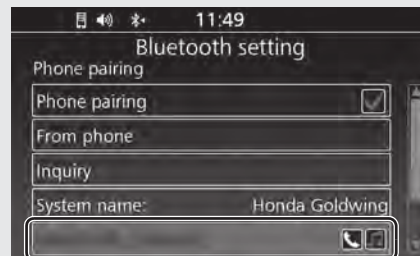 11:49
Bluetooth setting
Phone pairing
Phone pairing
From phone
Inquiry
System name: Honda Goldwing